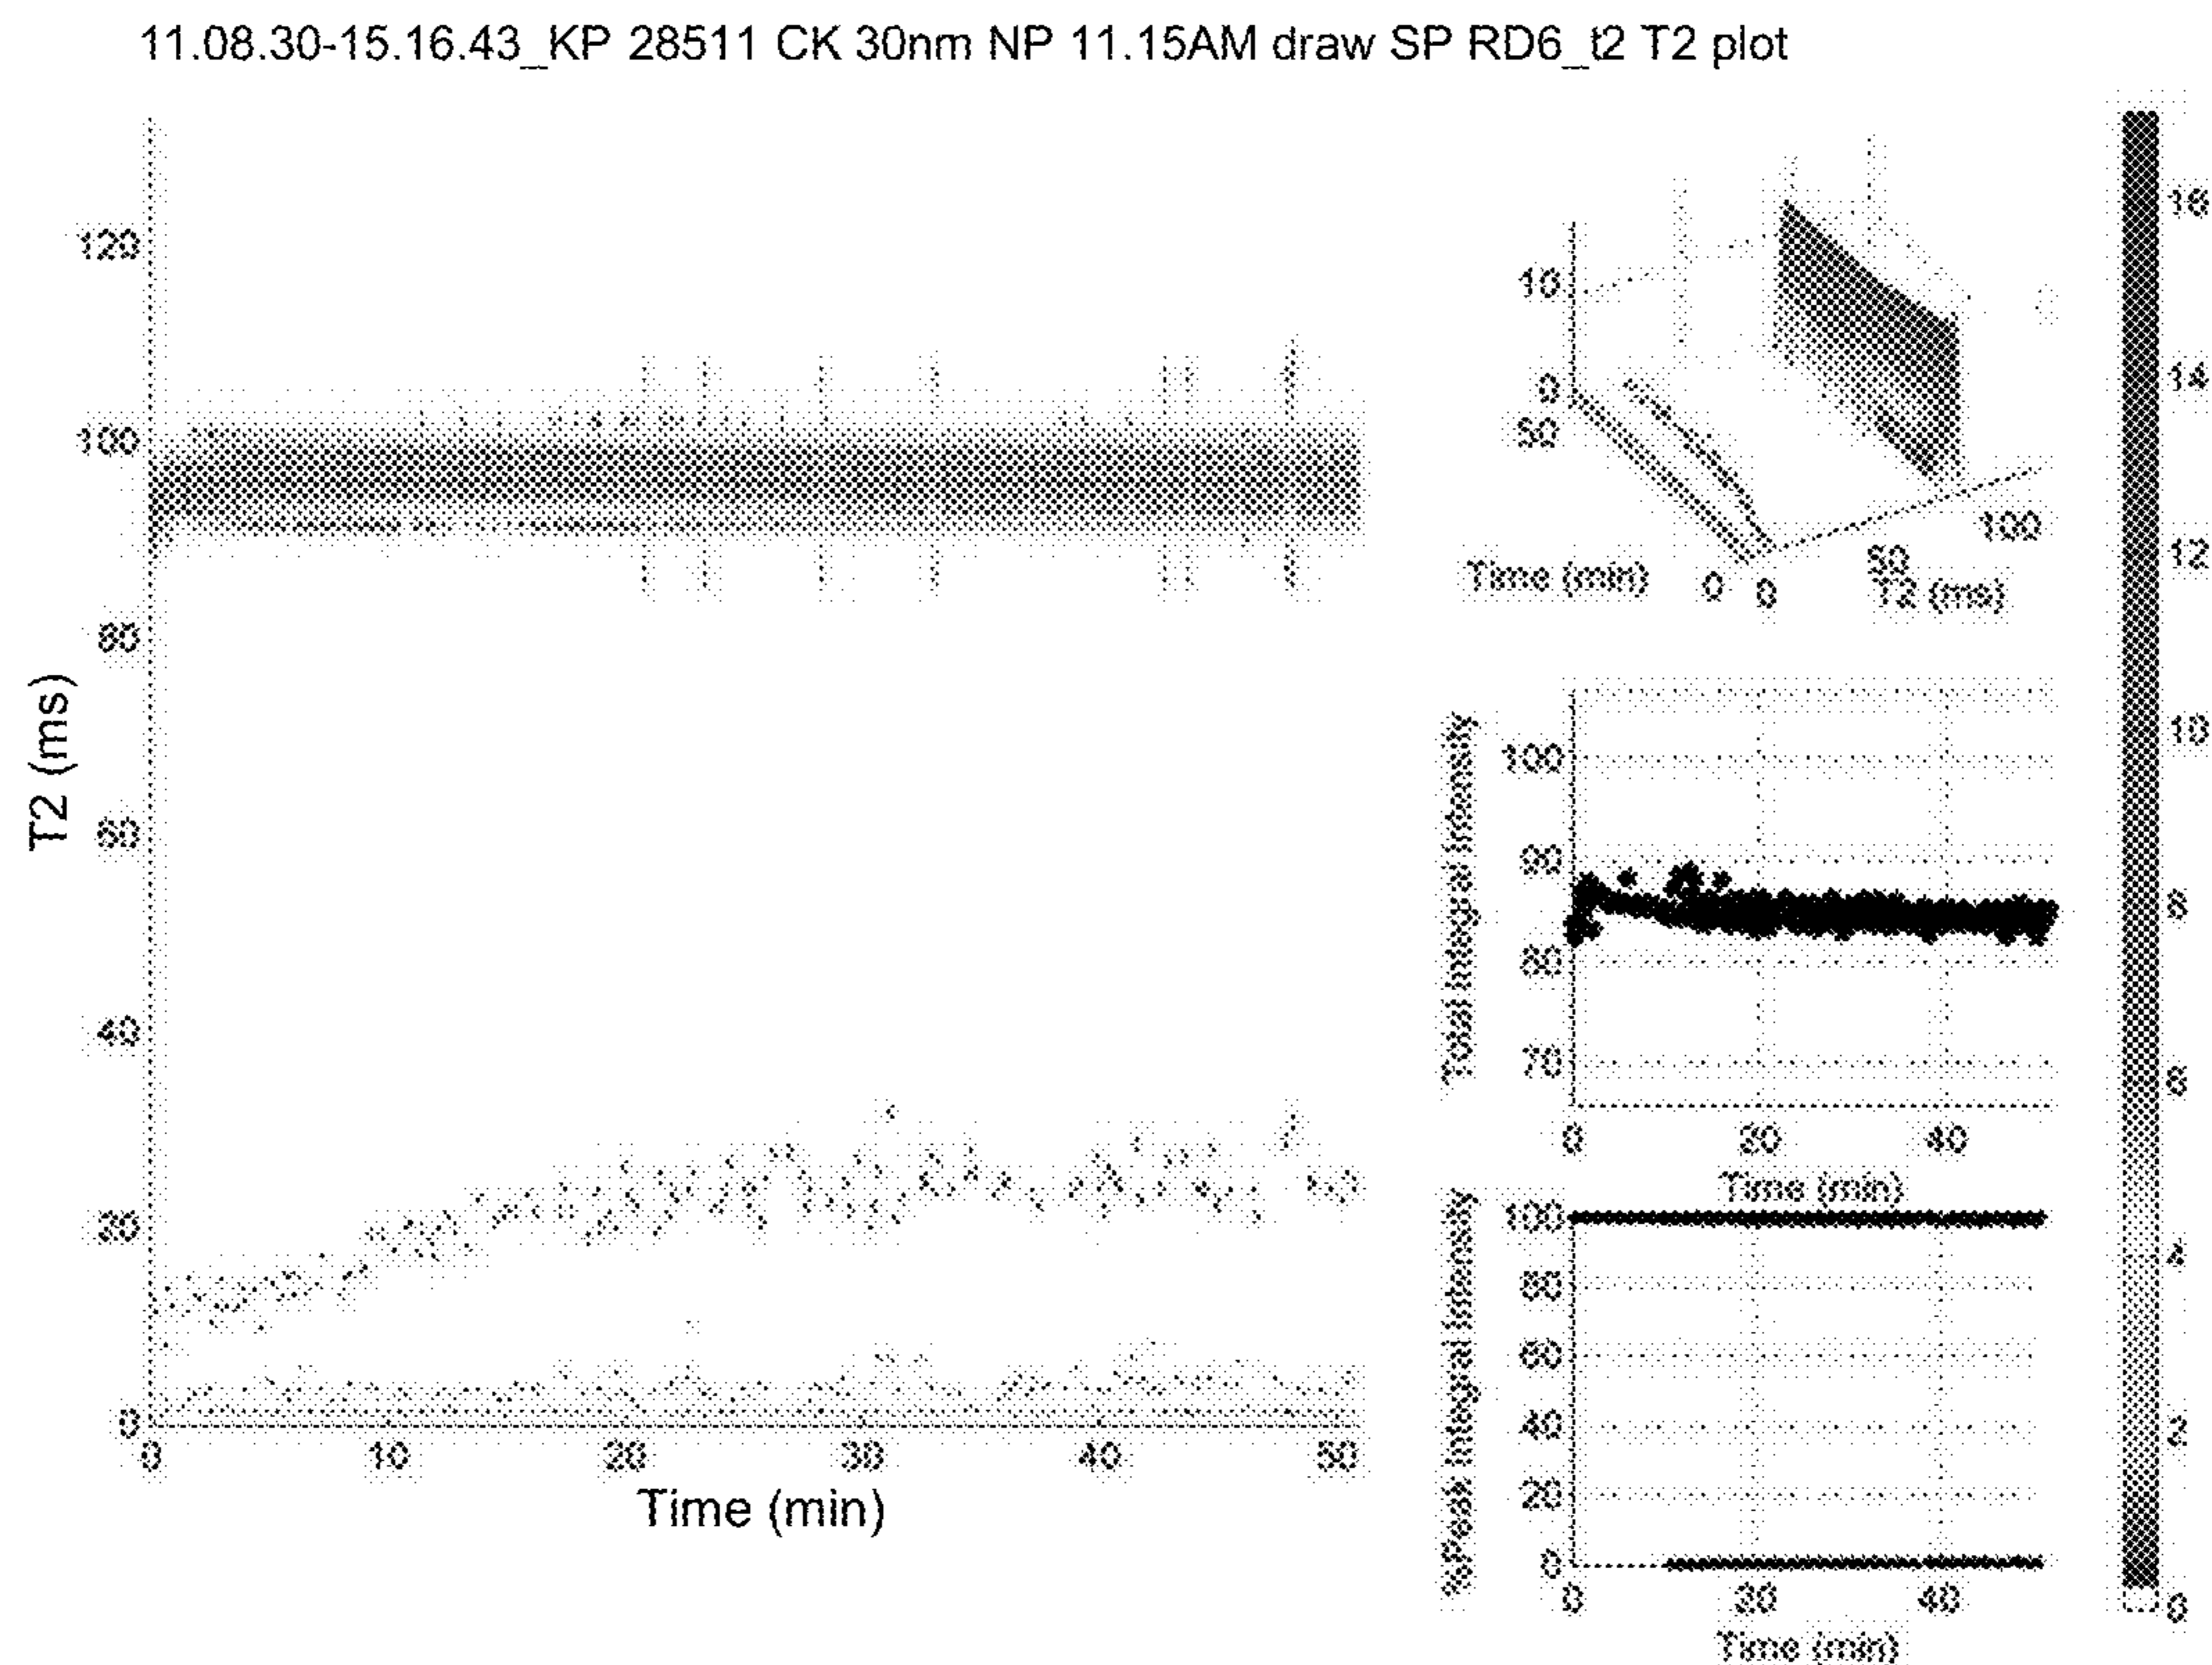 11.08.30-15.16.43_KP 28511 CK 30nm NP 11.15AM draw SP RD6_t2 T2 plot
T2 (ms)
120
100
80
60
40
20
0
0 10 20 30 40 50
Time (min)
10
0
50
Time (min)
0 0
50
100
T2 (ms)
Total Integral Intensity
100
90
80
70
0 20 40
Time (min)
%Peak Integral Intensity
100
80
60
40
20
0
0 20 40
Time (min)
16
14
12
10
8
6
4
2
0